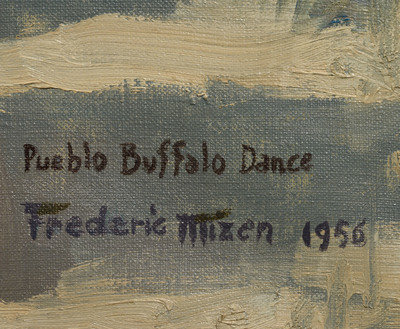 Pueblo Buffalo Dance
Frederic Mizen 1956